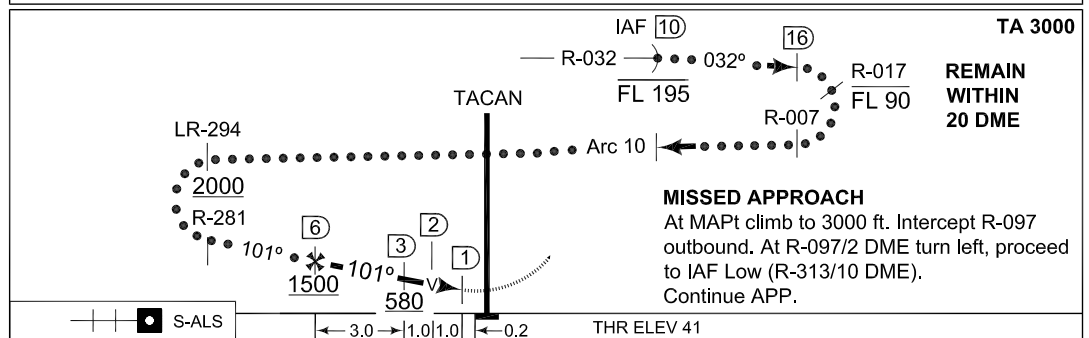 IAF 10
TA 3000
R-032
032º
16
FL 195
R-017
FL 90
REMAIN
WITHIN
20 DME
TACAN
R-007
LR-294
Arc 10
2000
R-281
101º
6
1500
101º
3
580
2
V
1
MISSED APPROACH
At MAPt climb to 3000 ft. Intercept R-097
outbound. At R-097/2 DME turn left, proceed
to IAF Low (R-313/10 DME).
Continue APP.
S-ALS
3.0
1.0
1.0
0.2
THR ELEV 41